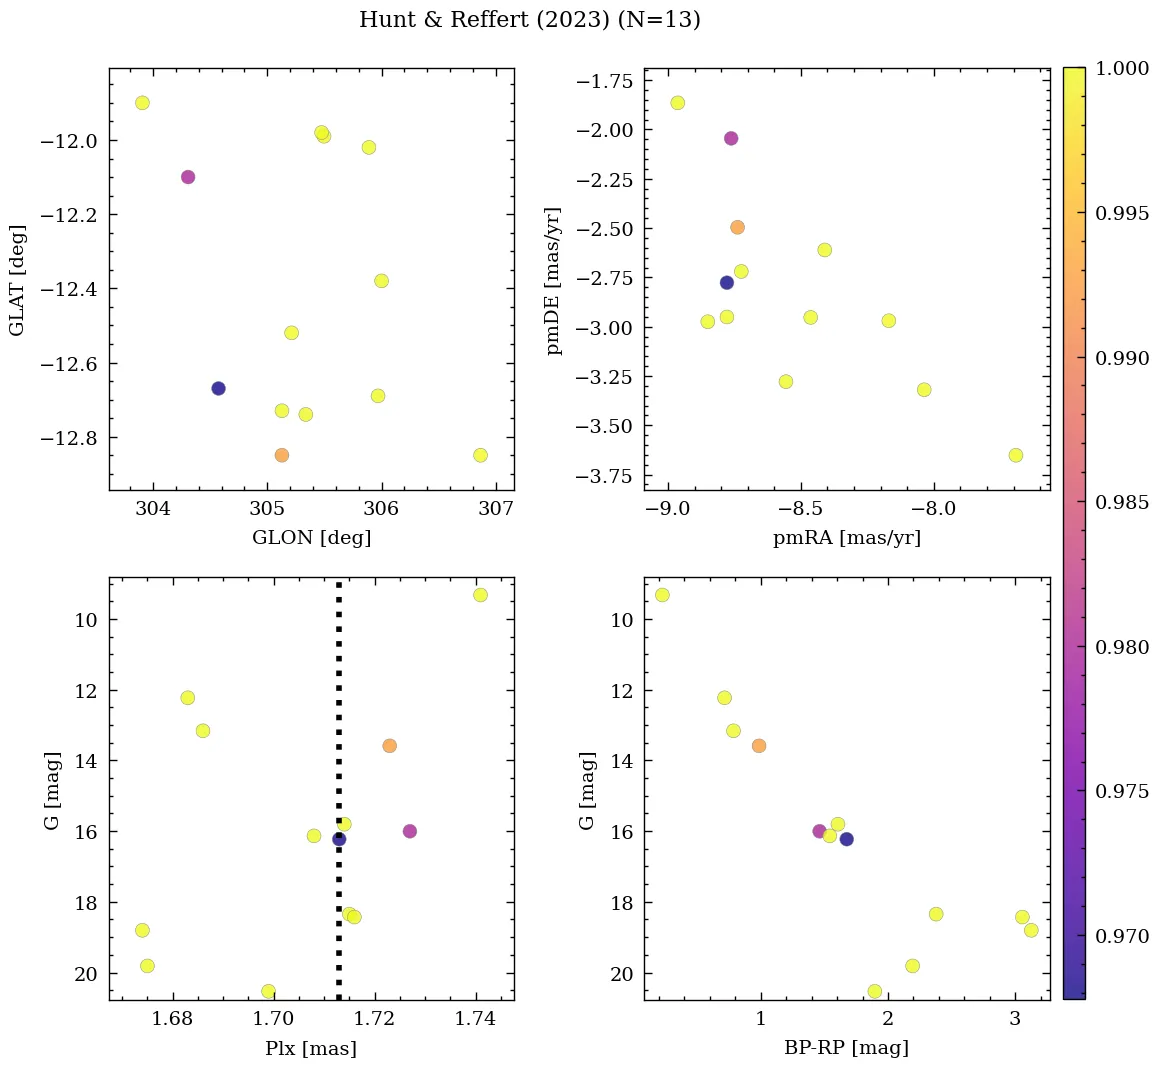 Hunt & Reffert (2023) (N=13)
−12.0
−12.2
−12.4
−12.6
−12.8
GLAT [deg]
304 305 306 307
GLON [deg]
−1.75
−2.00
−2.25
−2.50
−2.75
−3.00
−3.25
−3.50
−3.75
pmDE [mas/yr]
−9.0 −8.5 −8.0
pmRA [mas/yr]
10
12
14
16
18
20
G [mag]
1.68 1.70 1.72 1.74
Plx [mas]
10
12
14
16
18
20
G [mag]
1 2 3
BP-RP [mag]
1.000
0.995
0.990
0.985
0.980
0.975
0.970